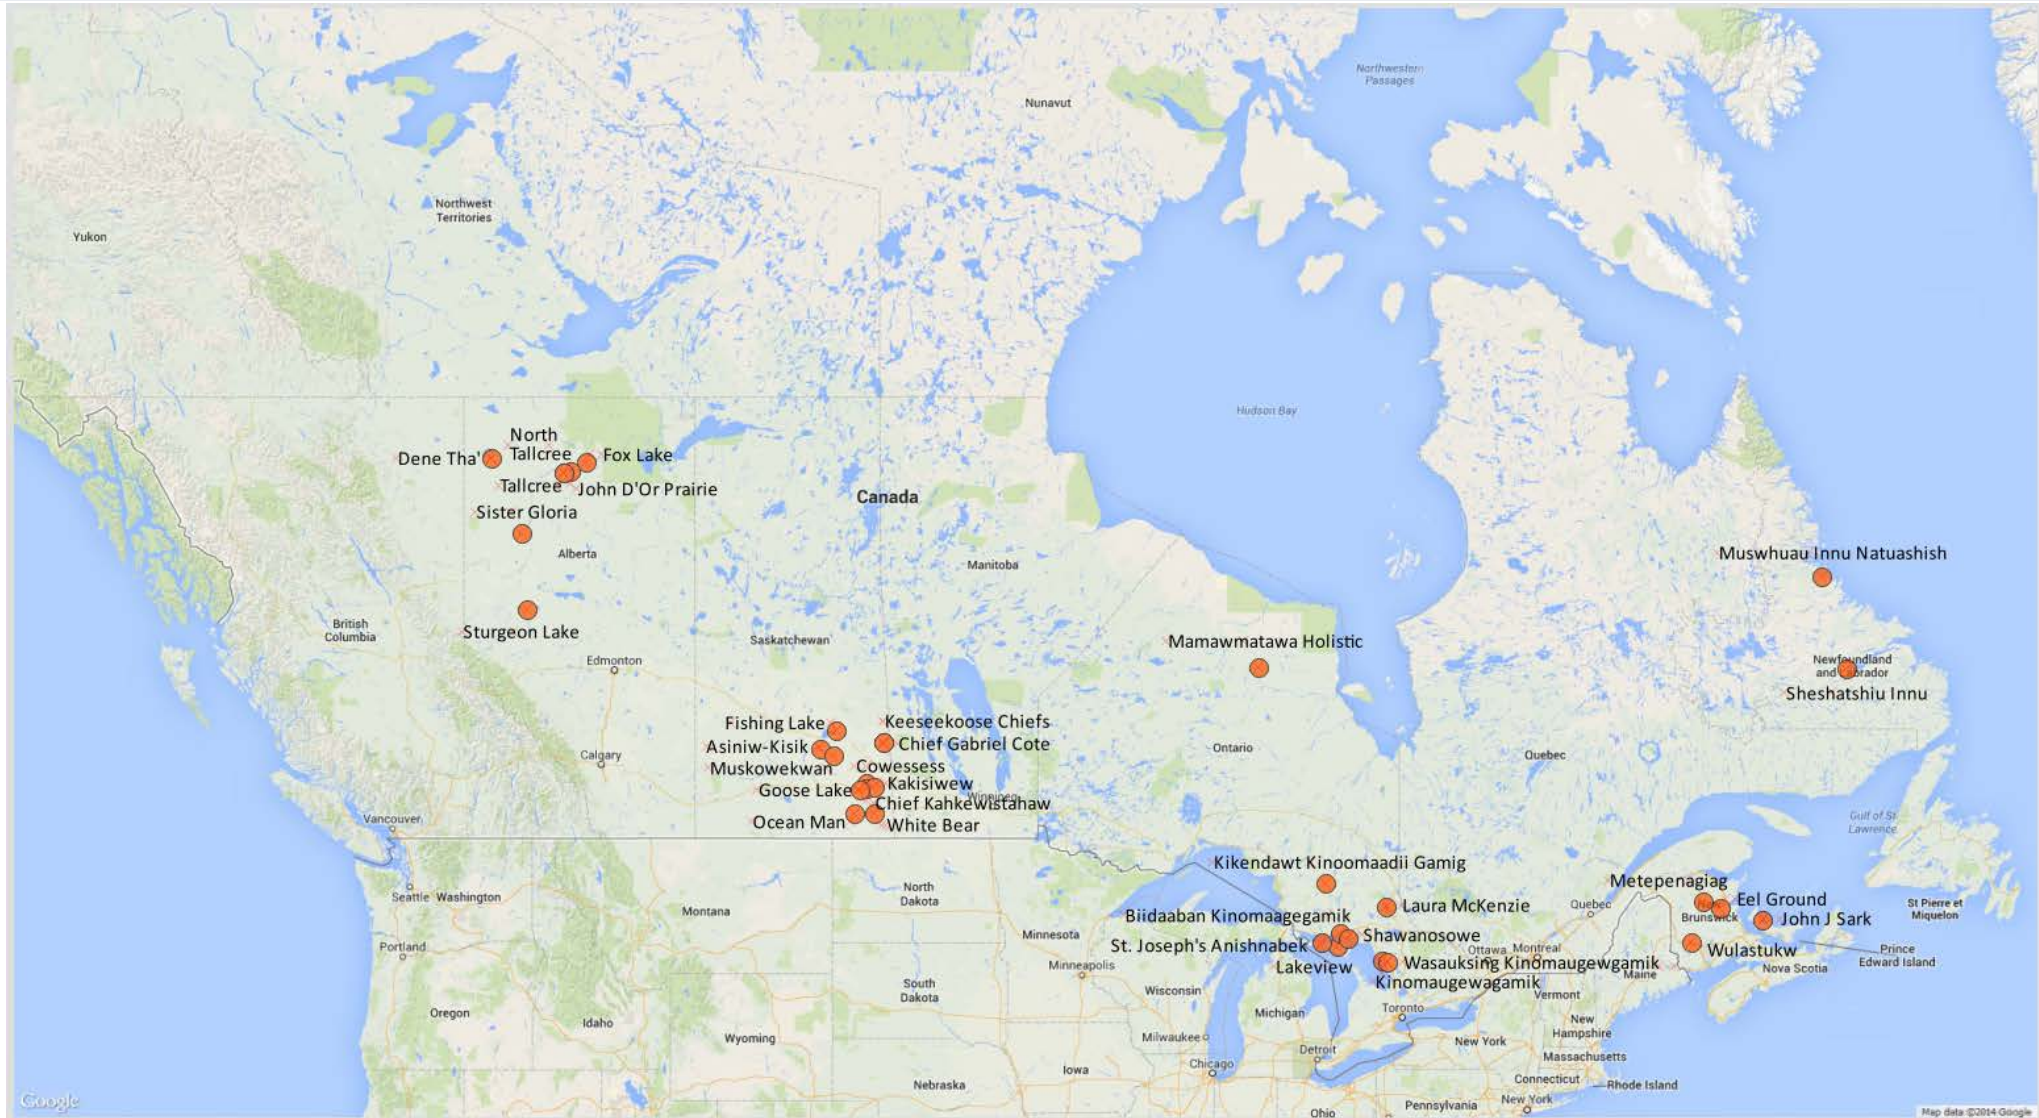 Northwestern
Passages
Nunavut
Northwest
Territories
Yukon
Hudson Bay
North
Tallcree
Dene Tha'
Fox Lake
Tallcree
John D'Or Prairie
Canada
Sister Gloria
Alberta
Manitoba
Muswhuau Innu Natuashish
British
Columbia
Sturgeon Lake
Saskatchewan
Mamawmatawa Holistic
Edmonton
Newfoundland
and Labrador
Sheshatshiu Innu
Fishing Lake
Keeseekoose Chiefs
Asiniw-Kisik
Chief Gabriel Cote
Ontario
Quebec
Calgary
Muskowekwan
Cowessess
Goose Lake
Kakisiwew
Winnipeg
Chief Kahkewistahaw
Vancouver
Ocean Man
White Bear
Gulf of St
Lawrence
Kikendawt Kinoomaadii Gamig
Metepenagiag
Seattle
Washington
North
Dakota
Montana
Laura McKenzie
Quebec
Eel Ground
New
Brunswick
John J Sark
St Pierre et
Miquelon
Biidaaban Kinomaagegamik
Minnesota
Shawanosowe
St. Joseph's Anishnabek
Portland
Ottawa
Montreal
Wulastukw
Prince
Edward Island
Lakeview
Minneapolis
Wasauksing Kinomaugewgamik
Maine
Nova Scotia
Kinomaugewagamik
South
Dakota
Wisconsin
Vermont
Oregon
Idaho
Michigan
Toronto
New
Hampshire
Wyoming
Milwaukee
New York
Detroit
Massachusetts
Chicago
Iowa
Nebraska
Connecticut
Rhode Island
Google
Pennsylvania
New York
Ohio
Map data ©2014 Google